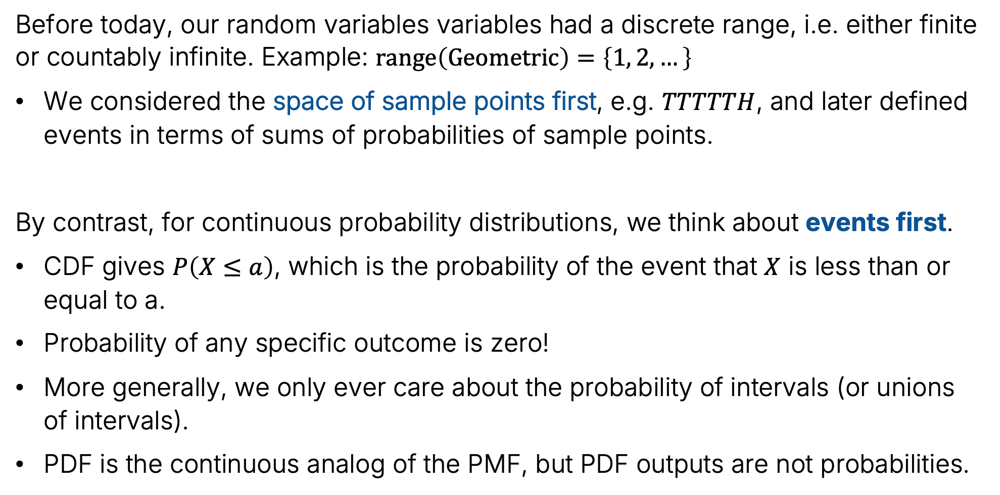 Before today, our random variables variables had a discrete range, i.e. either finite
or countably infinite. Example: range(Geometric) = {1, 2, … }
• We considered the space of sample points first, e.g. TTTTTH, and later defined
events in terms of sums of probabilities of sample points.
By contrast, for continuous probability distributions, we think about events first.
• CDF gives P(X ≤ a), which is the probability of the event that X is less than or
equal to a.
• Probability of any specific outcome is zero!
• More generally, we only ever care about the probability of intervals (or unions
of intervals).
• PDF is the continuous analog of the PMF, but PDF outputs are not probabilities.